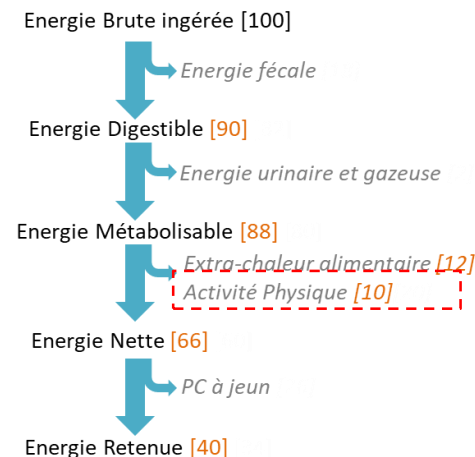 Energie Brute ingérée [100]
Energie fécale
Energie Digestible [90]
Energie urinaire et gazeuse
Energie Métabolisable [88]
Extra-chaleur alimentaire [12]
Activité Physique [10]
Energie Nette [66]
PC à jeun
Energie Retenue [40]